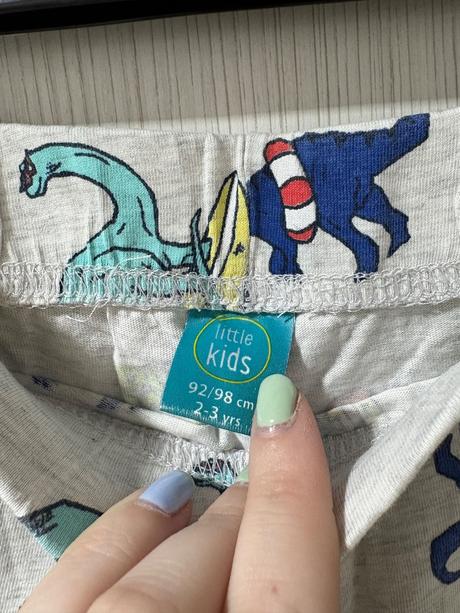 little
kids
92/98 cm
2-3 yrs.